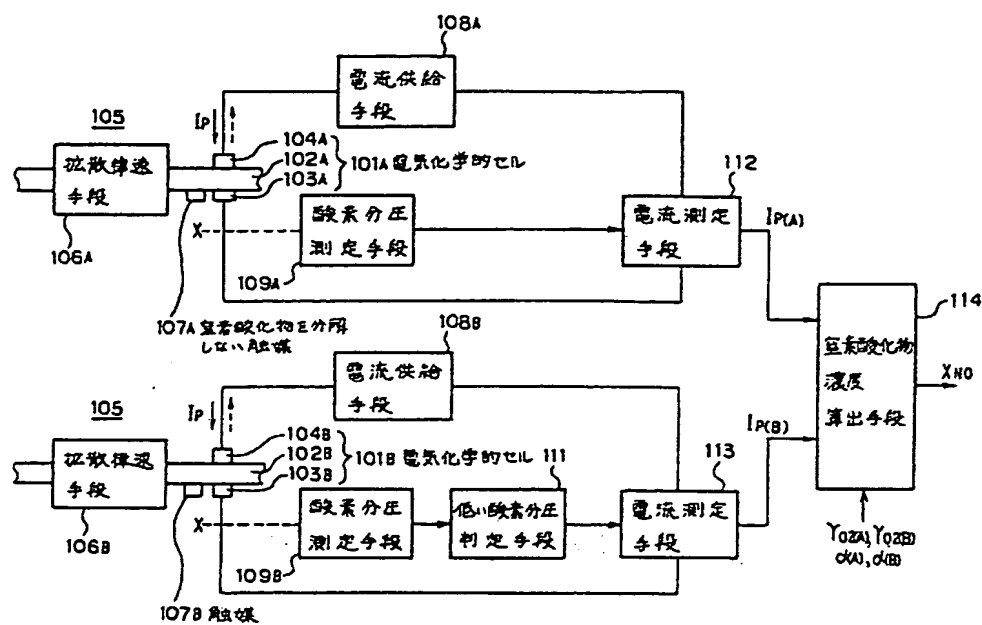 108A
電流供給
手段
105
IP
104A
102A
103A
101A 電気化学的セル
拡散律速
手段
106A
X
酸素分圧
測定手段
109A
107A 窒素酸化物を分解
しない触媒
112
電流測定
手段
IP(A)
114
窒素酸化物
濃度
算出手段
XNO
108B
電流供給
手段
105
IP
104B
102B
103B
101B 電気化学的セル
拡散律速
手段
106B
X
酸素分圧
測定手段
109B
107B 触媒
111
低い酸素分圧
判定手段
113
電流測定
手段
IP(B)
γO2(A), γO2(B)
α(A), α(B)